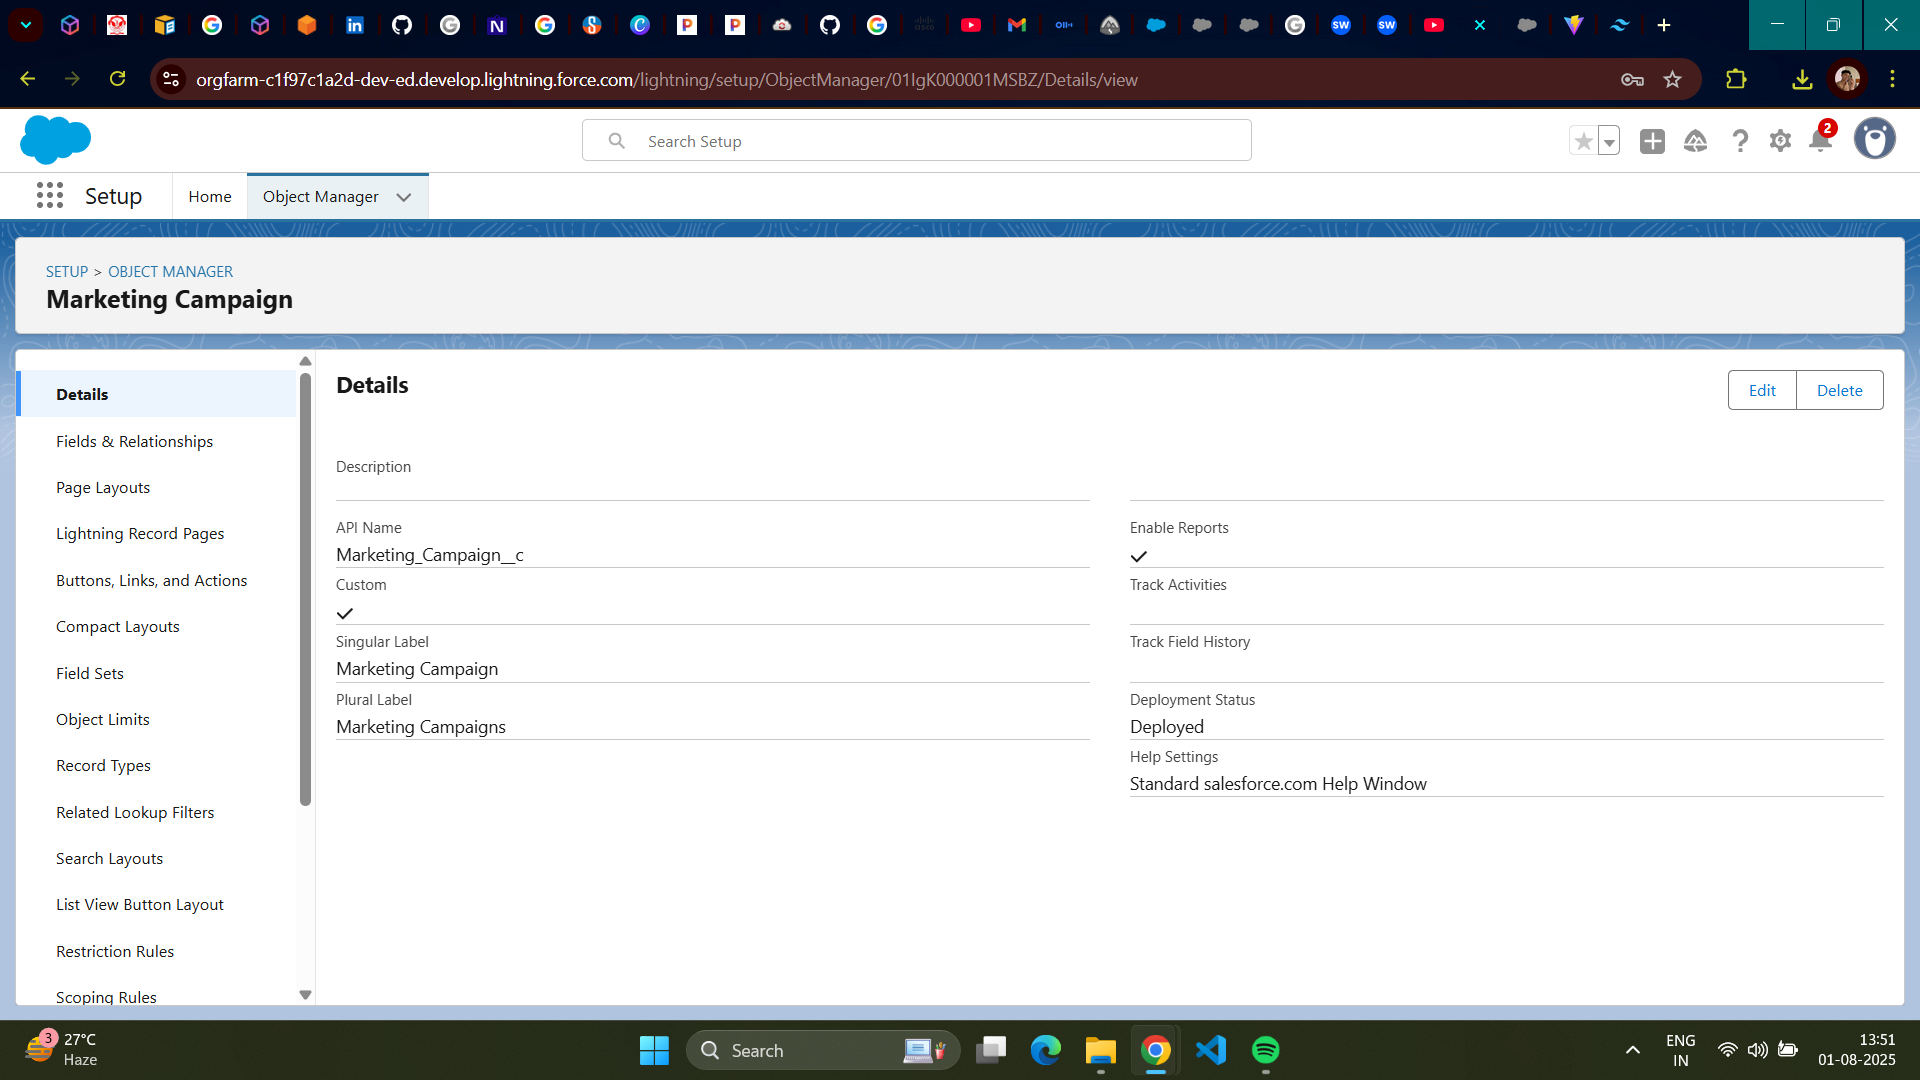 orgfarm-c1f97c1a2d-dev-ed.develop.lightning.force.com/lightning/setup/ObjectManager/01IgK000001MSBZ/Details/view
Search Setup
2
Setup
Home
Object Manager
SETUP > OBJECT MANAGER
Marketing Campaign
Details
Fields & Relationships
Page Layouts
Lightning Record Pages
Buttons, Links, and Actions
Compact Layouts
Field Sets
Object Limits
Record Types
Related Lookup Filters
Search Layouts
List View Button Layout
Restriction Rules
Scoping Rules
Details
Edit
Delete
Description
API Name
Marketing_Campaign__c
Custom
Singular Label
Marketing Campaign
Plural Label
Marketing Campaigns
Enable Reports
Track Activities
Track Field History
Deployment Status
Deployed
Help Settings
Standard salesforce.com Help Window
3
27°C
Haze
Search
ENG
IN
13:51
01-08-2025